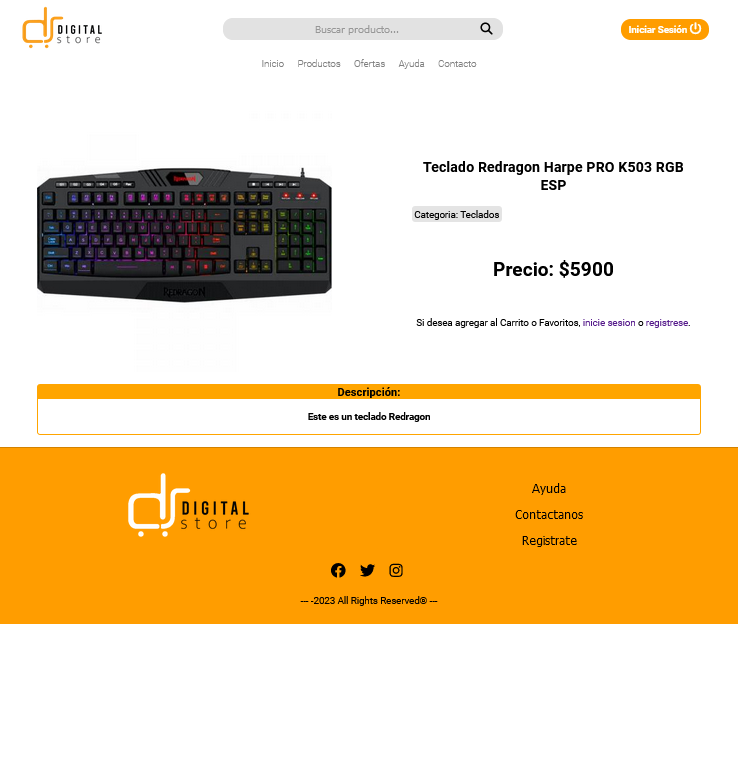 DIGITAL
store
Buscar producto...
Iniciar Sesión
Inicio Productos Ofertas Ayuda Contacto
Teclado Redragon Harpe PRO K503 RGB
ESP
Categoria: Teclados
REDRAGON
Precio: $5900
Si desea agregar al Carrito o Favoritos, inicie sesion o registrese.
Descripción:
Este es un teclado Redragon
DIGITAL
store
Ayuda
Contactanos
Registrate
--- -2023 All Rights Reserved® ---